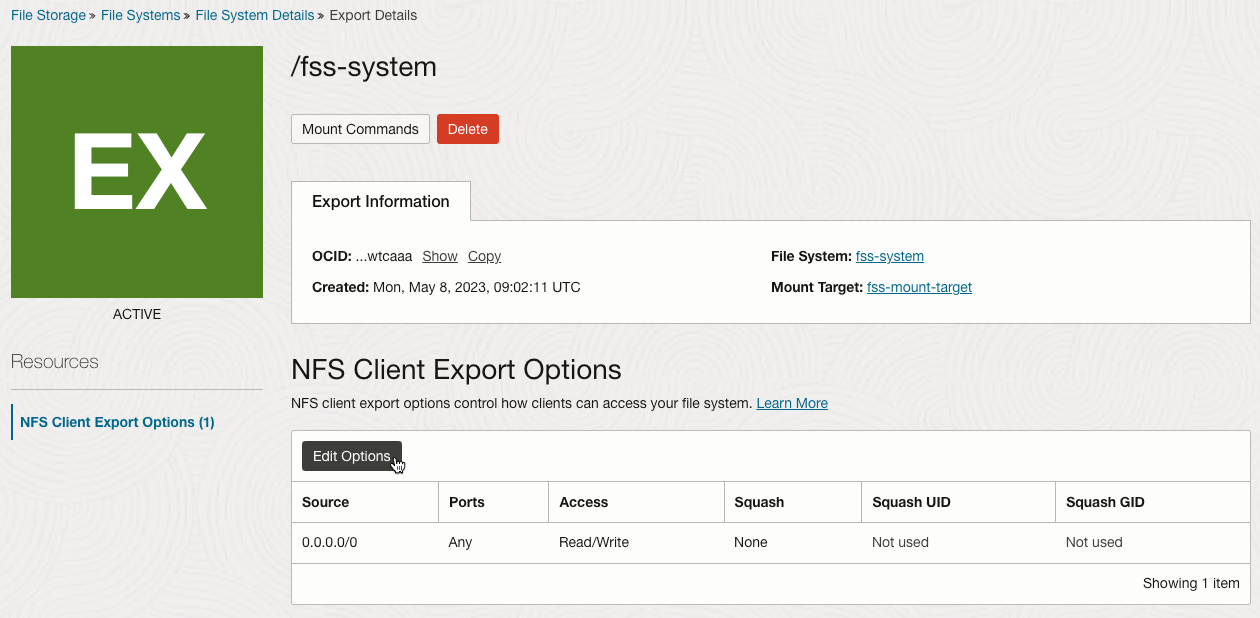 File Storage » File Systems » File System Details » Export Details
EX
ACTIVE
/fss-system
Mount Commands Delete
Export Information
OCID: ...wtcaaa Show Copy File System: fss-system
Created: Mon, May 8, 2023, 09:02:11 UTC Mount Target: fss-mount-target
Resources
NFS Client Export Options (1)
NFS Client Export Options
NFS client export options control how clients can access your file system. Learn More
Edit Options
Source Ports Access Squash Squash UID Squash GID
0.0.0.0/0 Any Read/Write None Not used Not used
Showing 1 item